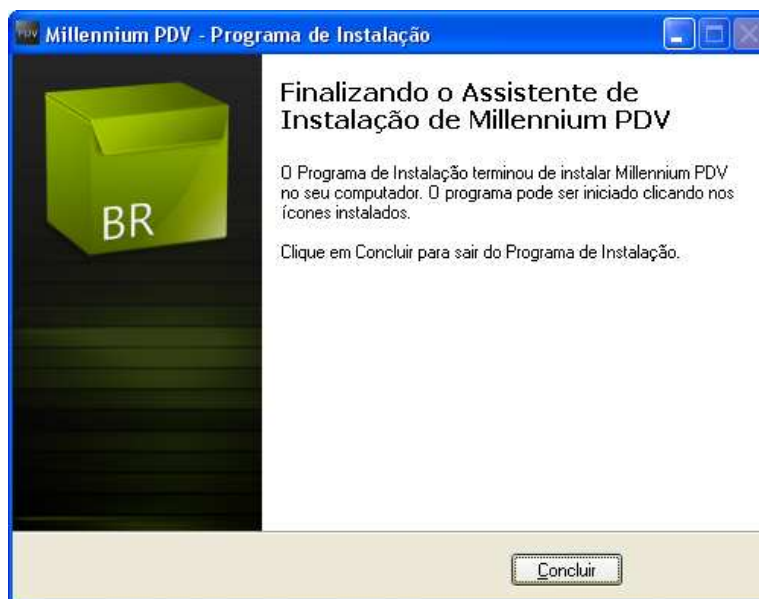 Millennium PDV - Programa de Instalação
Finalizando o Assistente de
Instalação de Millennium PDV
O Programa de Instalação terminou de instalar Millennium PDV
no seu computador. O programa pode ser iniciado clicando nos
ícones instalados.
Clique em Concluir para sair do Programa de Instalação.
BR
Concluir